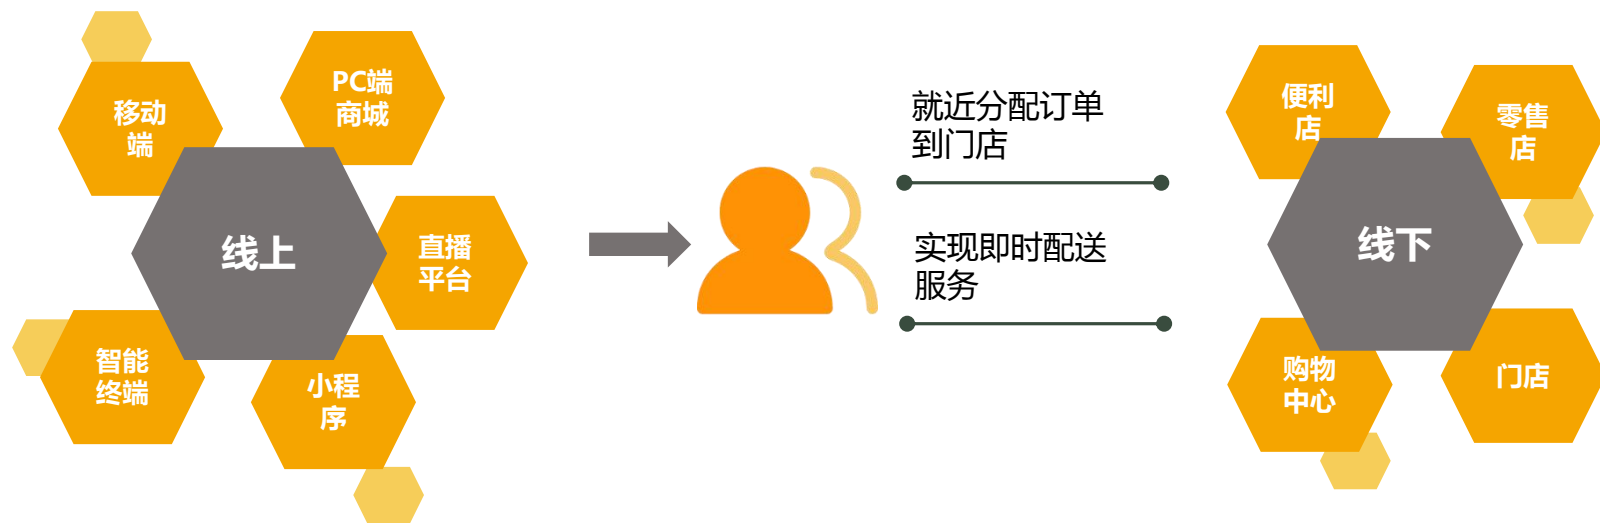 移动
端
PC端
商城
线上
直播
平台
智能
终端
小程
序
就近分配订单
到门店
实现即时配送
服务
便利
店
零售
店
线下
购物
中心
门店